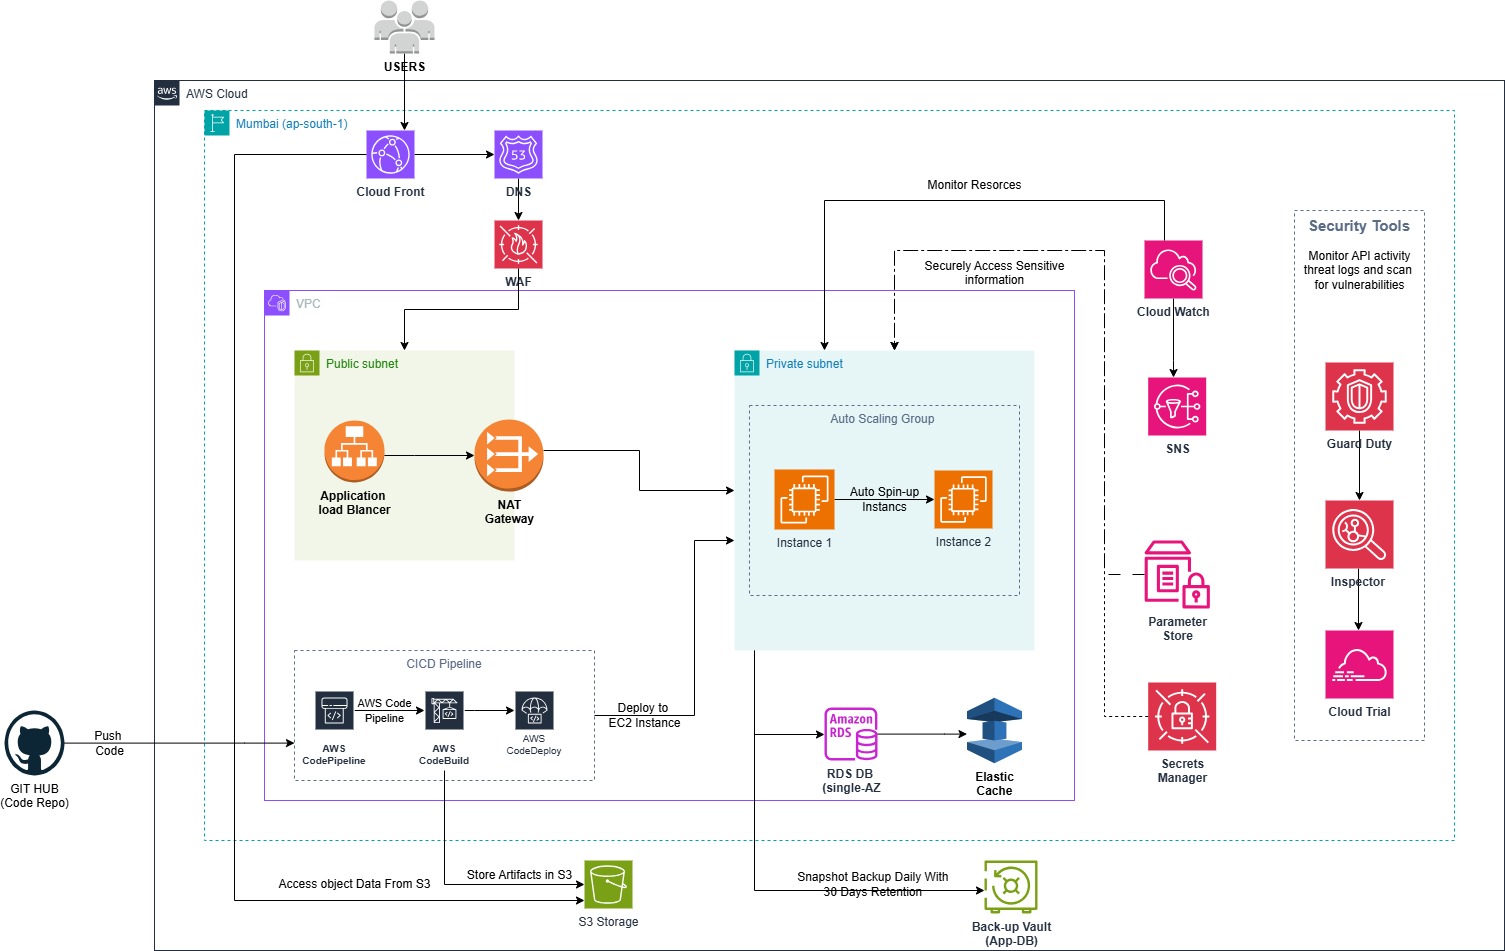 USERS
aws
AWS Cloud
Mumbai (ap-south-1)
53
Cloud Front
DNS
WAF
Monitor Resorces
Securely Access Sensitive
information
Cloud Watch
SNS
Security Tools
Monitor API activity
threat logs and scan
for vulnerabilities
Guard Duty
Inspector
Cloud Trial
VPC
Public subnet
Application
load Blancer
NAT
Gateway
Private subnet
Auto Scaling Group
Auto Spin-up
Instancs
Instance 1
Instance 2
Parameter
Store
Secrets
Manager
CICD Pipeline
AWS Code
Pipeline
AWS
CodePipeline
AWS
CodeBuild
AWS
CodeDeploy
Deploy to
EC2 Instance
Push
Code
GIT HUB
(Code Repo)
Amazon
RDS
RDS DB
(single-AZ
Elastic
Cache
Access object Data From S3
Store Artifacts in S3
S3 Storage
Snapshot Backup Daily With
30 Days Retention
Back-up Vault
(App-DB)